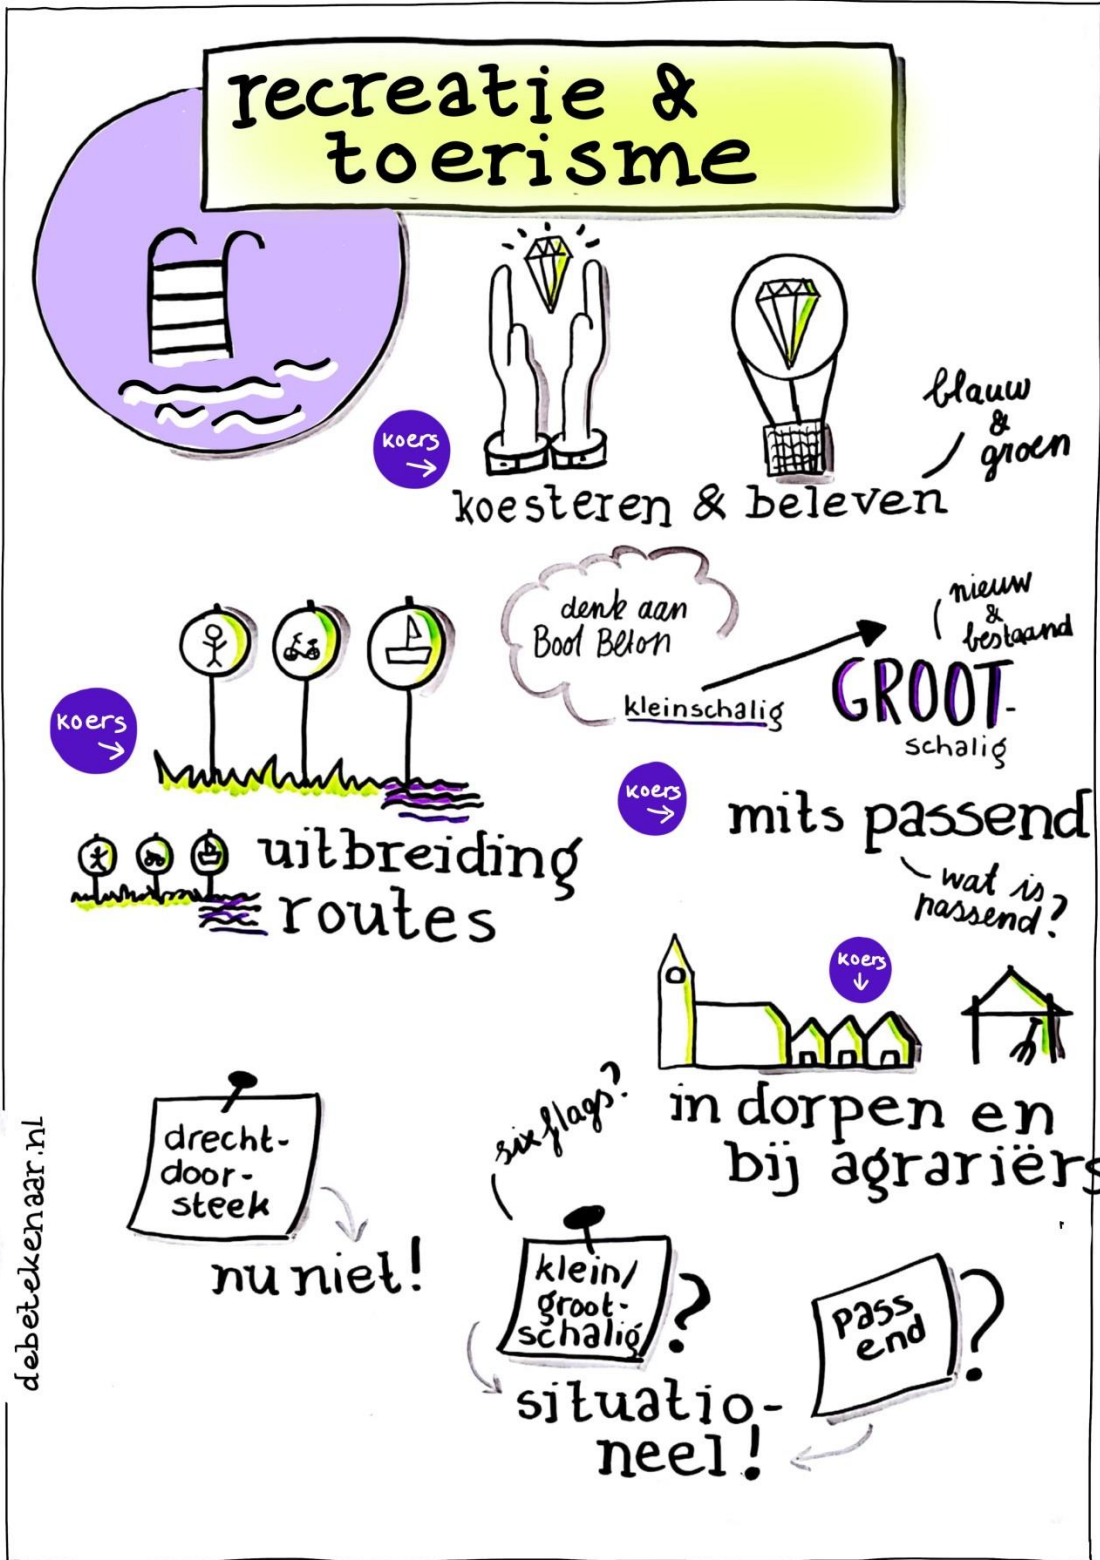 recreatie &
toerisme
koers
koesteren & beleven
blauw
&
groen
koers
uitbreiding
routes
denk aan
Boot Beton
kleinschalig
nieuw
&
bestaand
GROOT-
schalig
koers
mits passend
wat is
passend?
koers
in dorpen en
bij agrariërs
drecht-
door-
steek
nu niet!
six flags?
klein/
groot-
schalig
?
pass
end
?
situatio-
neel!
debetekenaar.nl